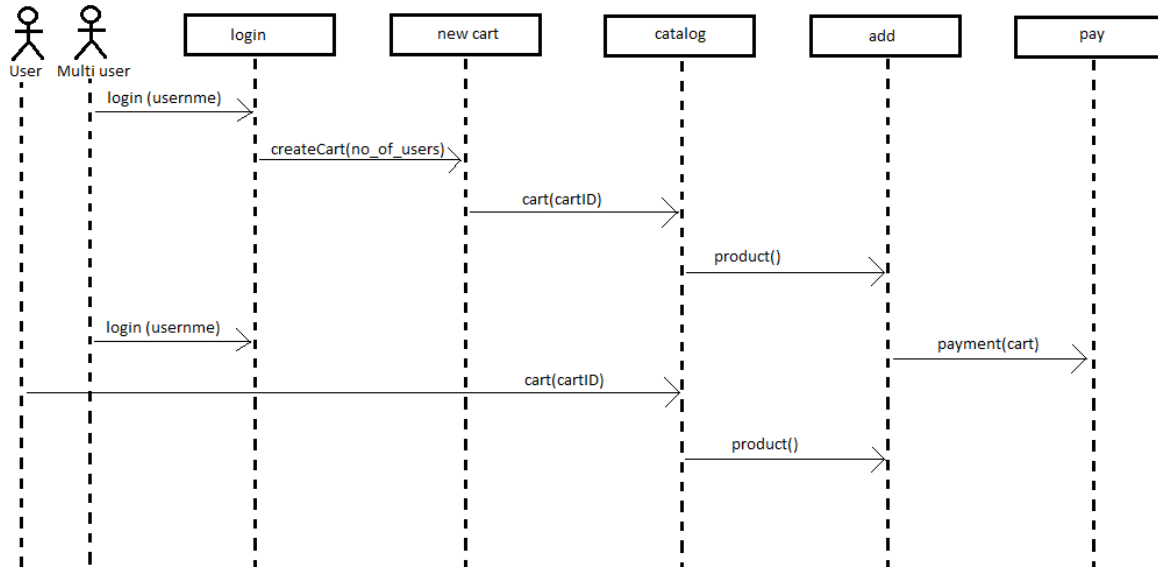 login
new cart
catalog
add
pay
User
Multi user
login (usernme)
createCart(no_of_users)
cart(cartID)
product()
login (usernme)
payment(cart)
cart(cartID)
product()